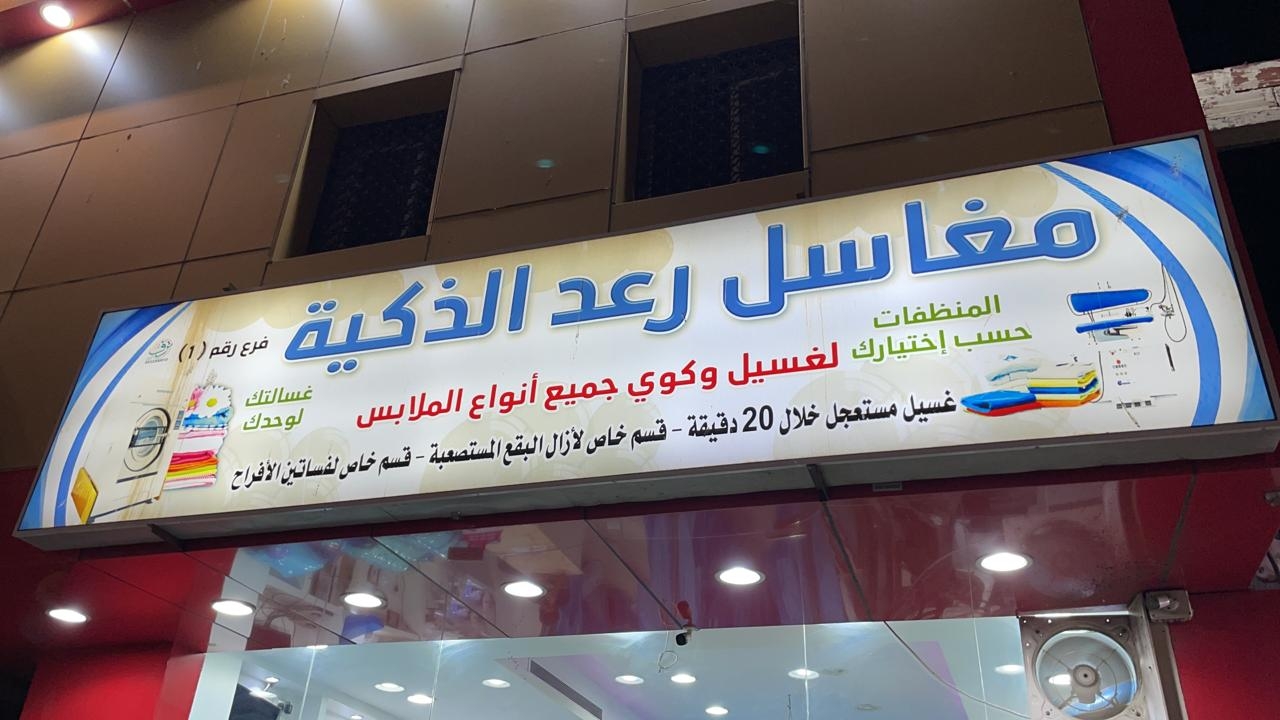 مغاسل رعد الذكية
فرع رقم (1)
المنظفات
حسب إختيارك
لغسيل وكوي جميع أنواع الملابس
غسالتك
لوحدك
غسيل مستعجل خلال 20 دقيقة - قسم خاص لأزال البقع المستصعبة - قسم خاص لفساتين الأفراح